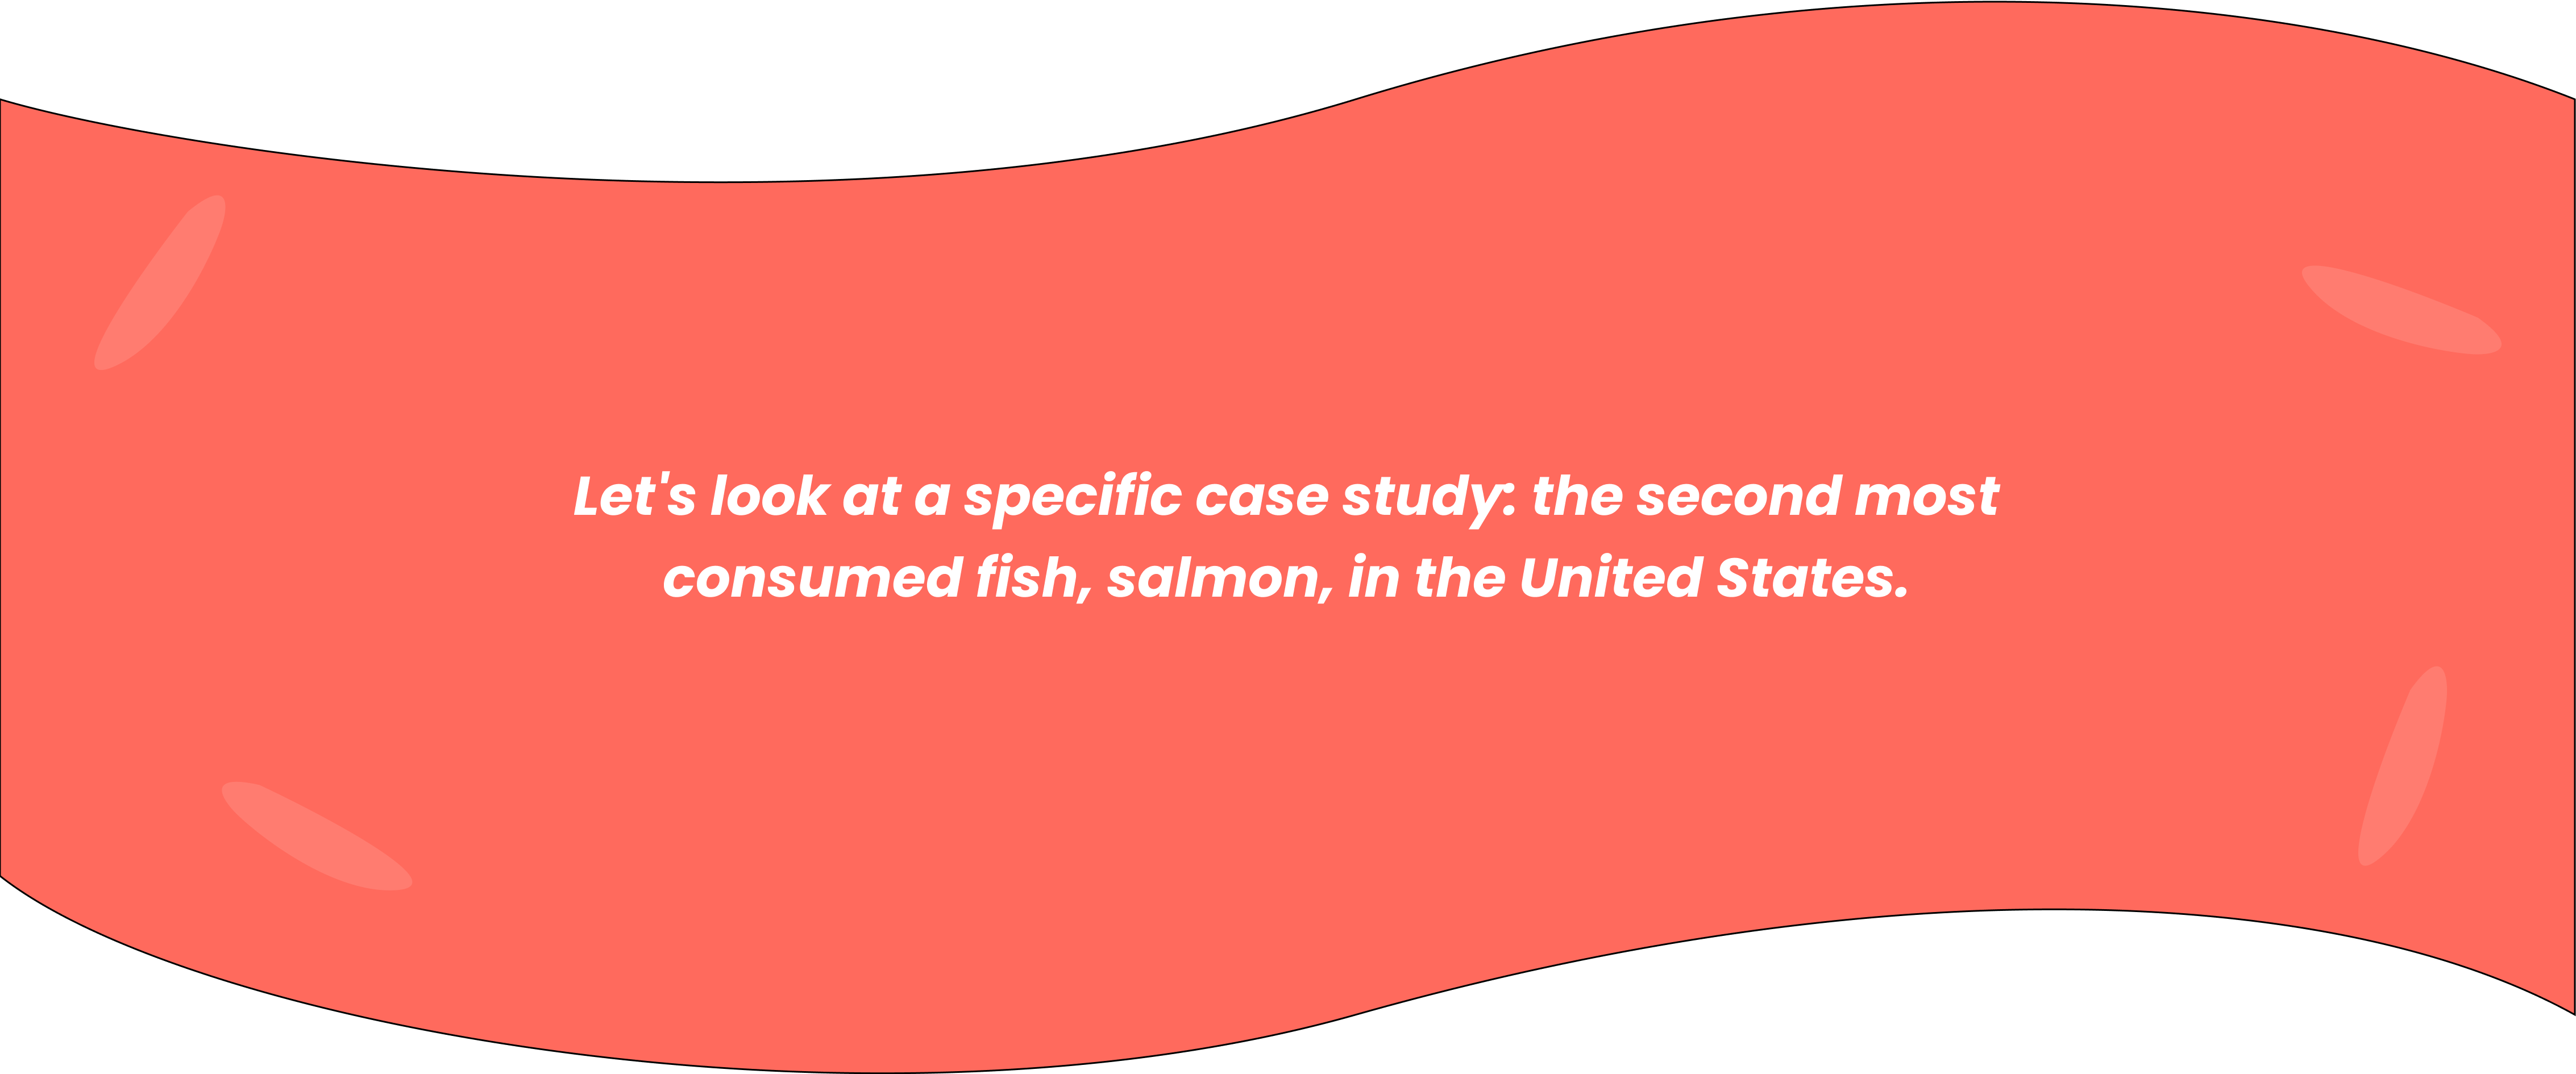 Let's look at a specific case study: the second most
consumed fish, salmon, in the United States.